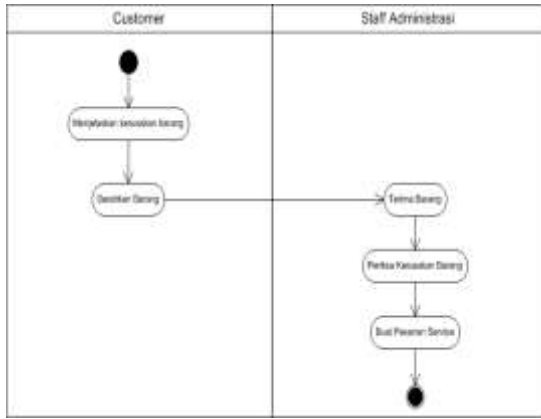 Customer
Staff Administrasi
Menjelaskan kerusakan barang
Serahkan Barang
Terima Barang
Periksa Kerusakan Barang
Buat Pesanan Service